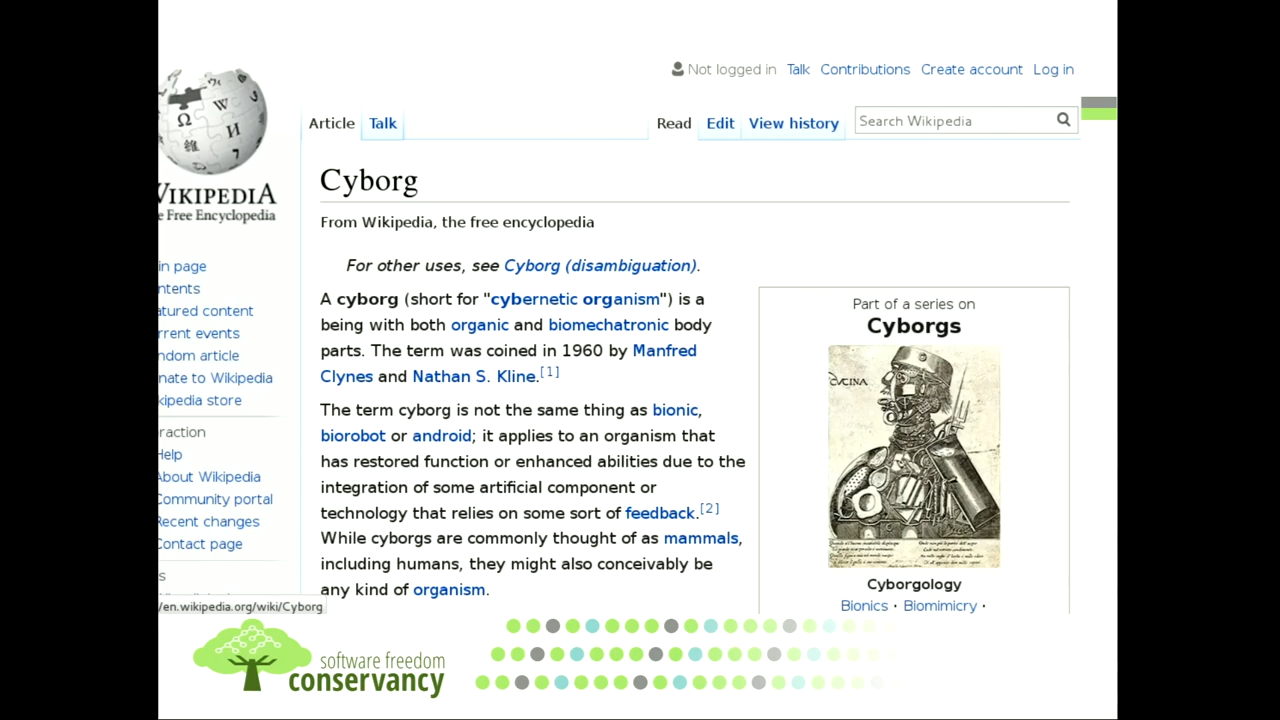 Not logged in Talk Contributions Create account Log in
Article Talk Read Edit View history Search Wikipedia
WIKIPEDIA
e Free Encyclopedia
in page
ntents
atured content
rrent events
ndom article
nate to Wikipedia
kipedia store
raction
Help
About Wikipedia
Community portal
Recent changes
Contact page
s
Cyborg
From Wikipedia, the free encyclopedia
For other uses, see Cyborg (disambiguation).
A cyborg (short for "cybernetic organism") is a
being with both organic and biomechatronic body
parts. The term was coined in 1960 by Manfred
Clynes and Nathan S. Kline.[1]
The term cyborg is not the same thing as bionic,
biorobot or android; it applies to an organism that
has restored function or enhanced abilities due to the
integration of some artificial component or
technology that relies on some sort of feedback.[2]
While cyborgs are commonly thought of as mammals,
including humans, they might also conceivably be
any kind of organism.
Part of a series on
Cyborgs
CVCINA
Cyborgology
Bionics · Biomimicry ·
/en.wikipedia.org/wiki/Cyborg
software freedom
conservancy